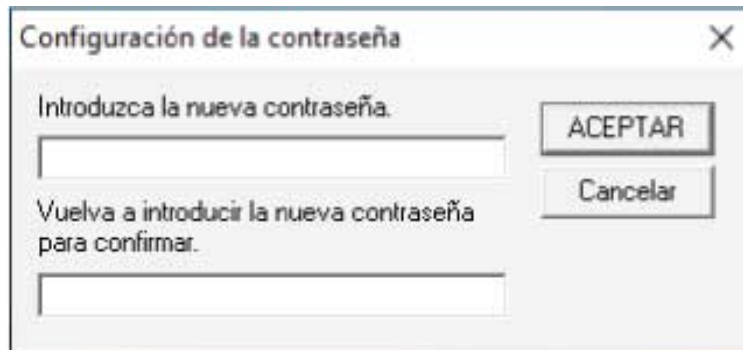 Configuración de la contraseña
Introduzca la nueva contraseña.
ACEPTAR
Cancelar
Vuelva a introducir la nueva contraseña
para confirmar.